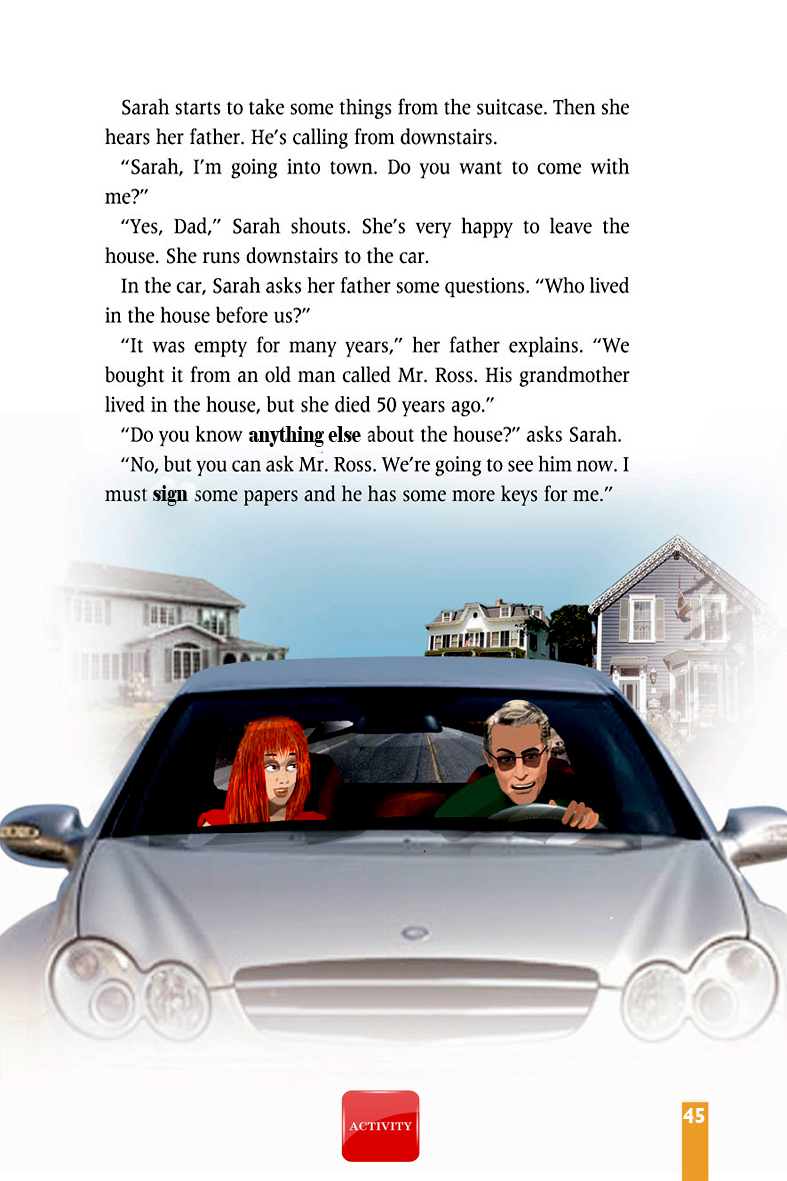 Sarah starts to take some things from the suitcase. Then she
hears her father. He’s calling from downstairs.
“Sarah, I’m going into town. Do you want to come with
me?”
“Yes, Dad,” Sarah shouts. She’s very happy to leave the
house. She runs downstairs to the car.
In the car, Sarah asks her father some questions. “Who lived
in the house before us?”
“It was empty for many years,” her father explains. “We
bought it from an old man called Mr. Ross. His grandmother
lived in the house, but she died 50 years ago.”
“Do you know anything else about the house?” asks Sarah.
“No, but you can ask Mr. Ross. We’re going to see him now. I
must sign some papers and he has some more keys for me.”
ACTIVITY
45